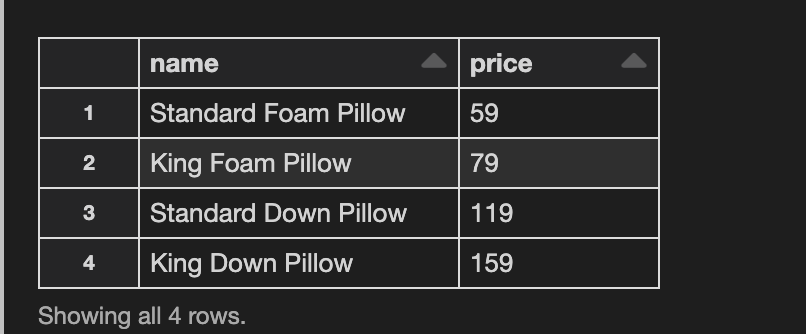 name price
1 Standard Foam Pillow 59
2 King Foam Pillow 79
3 Standard Down Pillow 119
4 King Down Pillow 159
Showing all 4 rows.